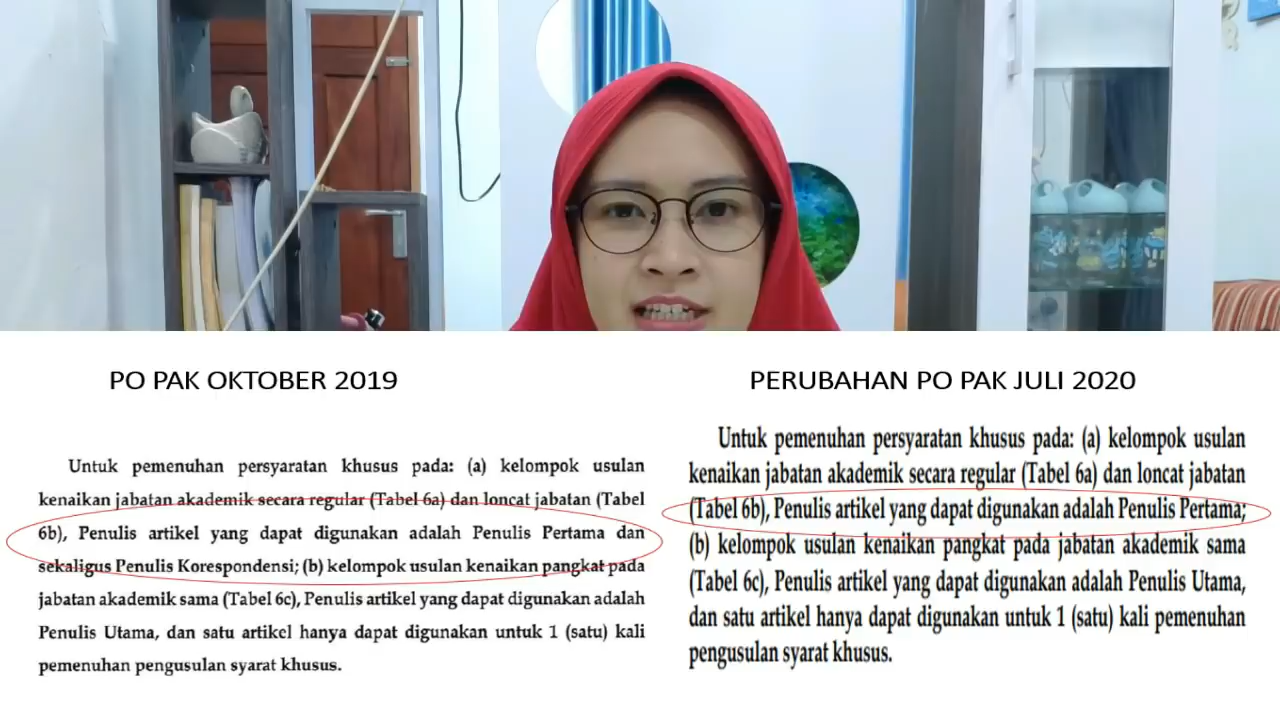 PO PAK OKTOBER 2019
Untuk pemenuhan persyaratan khusus pada: (a) kelompok usulan
kenaikan jabatan akademik secara regular (Tabel 6a) dan loncat jabatan (Tabel
6b), Penulis artikel yang dapat digunakan adalah Penulis Pertama dan
sekaligus Penulis Korespondensi; (b) kelompok usulan kenaikan pangkat pada
jabatan akademik sama (Tabel 6c), Penulis artikel yang dapat digunakan adalah
Penulis Utama, dan satu artikel hanya dapat digunakan untuk 1 (satu) kali
pemenuhan pengusulan syarat khusus.
PERUBAHAN PO PAK JULI 2020
Untuk pemenuhan persyaratan khusus pada: (a) kelompok usulan
kenaikan jabatan akademik secara regular (Tabel 6a) dan loncat jabatan
(Tabel 6b), Penulis artikel yang dapat digunakan adalah Penulis Pertama;
(b) kelompok usulan kenaikan pangkat pada jabatan akademik sama
(Tabel 6c), Penulis artikel yang dapat digunakan adalah Penulis Utama,
dan satu artikel hanya dapat digunakan untuk 1 (satu) kali pemenuhan
pengusulan syarat khusus.